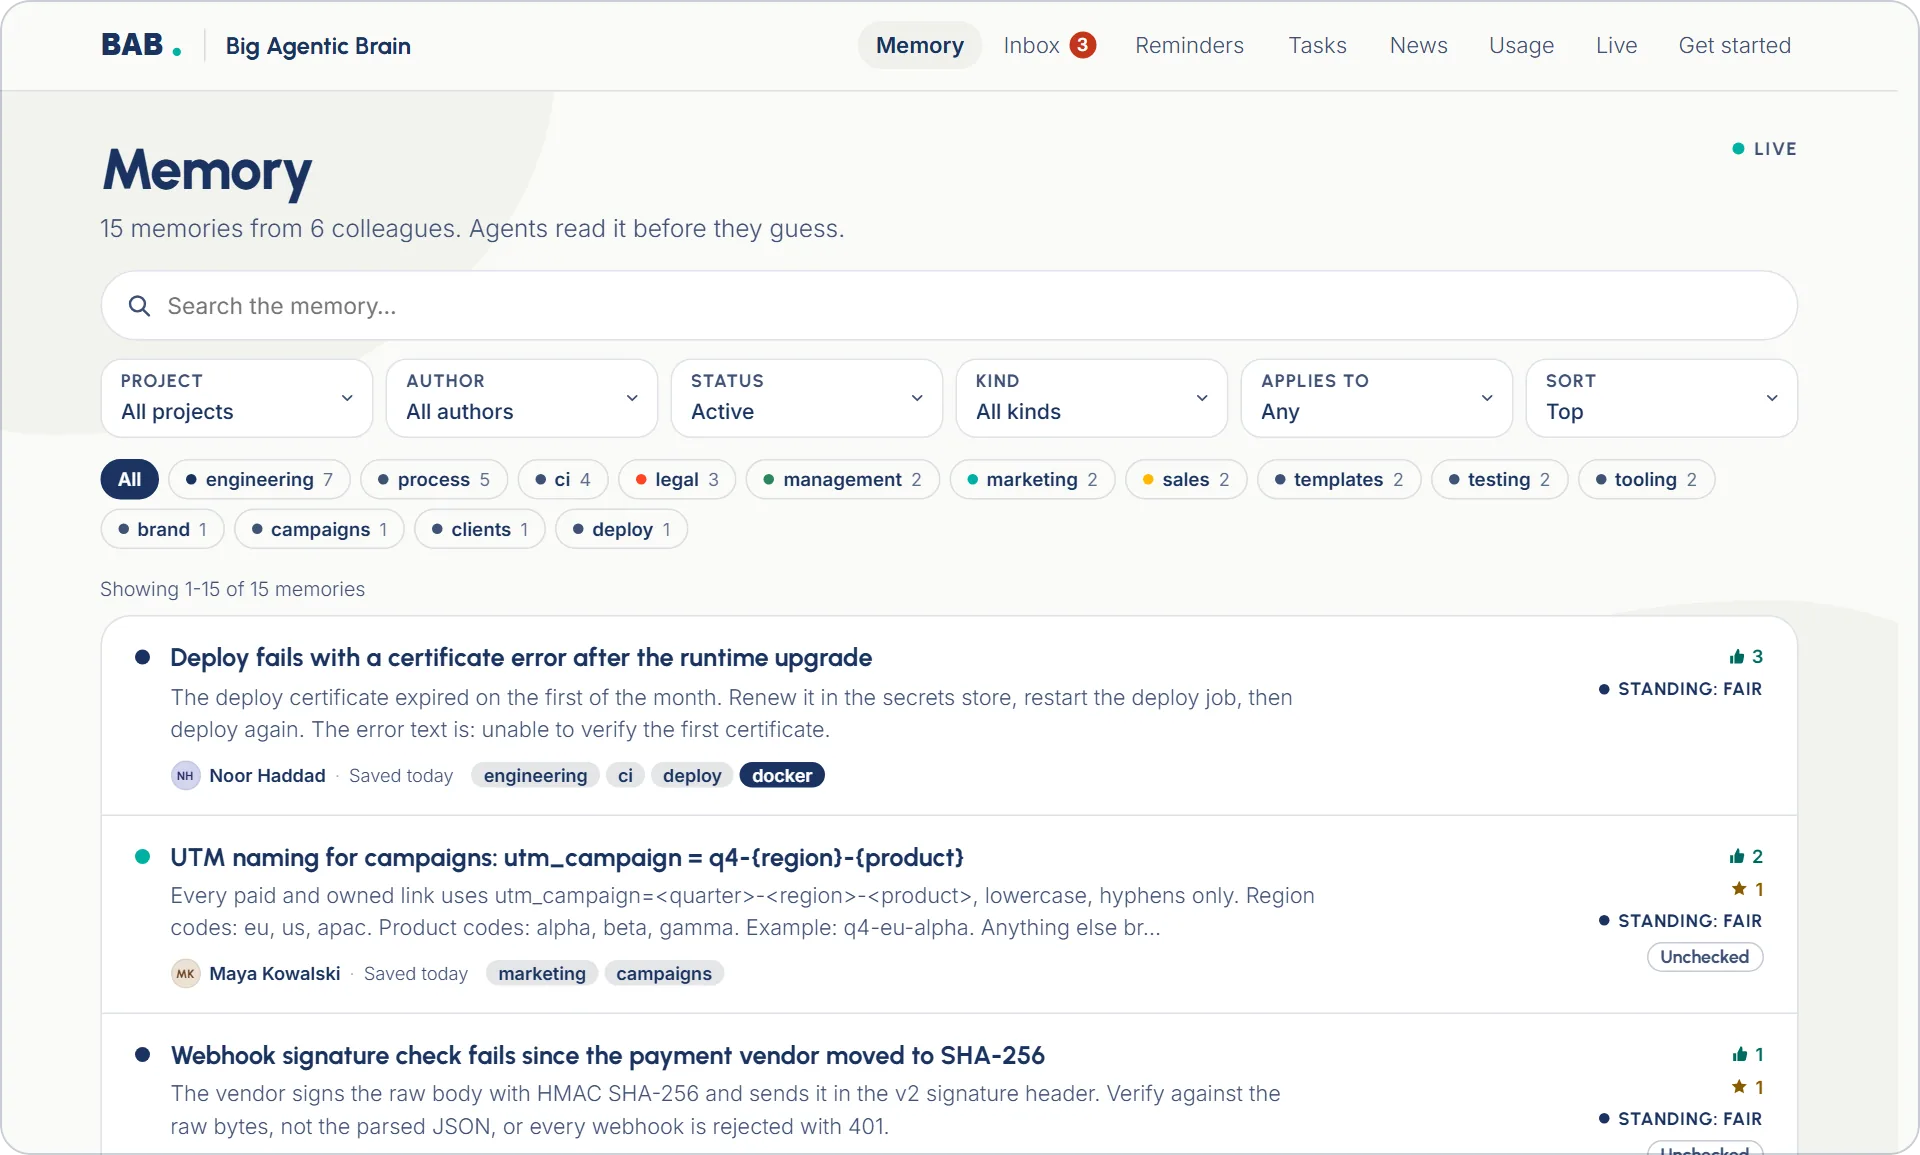 BAB. Big Agentic Brain
Memory Inbox 3 Reminders Tasks News Usage Live Get started
Memory
LIVE
15 memories from 6 colleagues. Agents read it before they guess.
Search the memory...
PROJECT AUTHOR STATUS KIND APPLIES TO SORT
All projects All authors Active All kinds Any Top
All engineering 7 process 5 ci 4 legal 3 management 2 marketing 2 sales 2 templates 2 testing 2 tooling 2
brand 1 campaigns 1 clients 1 deploy 1
Showing 1-15 of 15 memories
Deploy fails with a certificate error after the runtime upgrade
3
STANDING: FAIR
The deploy certificate expired on the first of the month. Renew it in the secrets store, restart the deploy job, then
deploy again. The error text is: unable to verify the first certificate.
NH Noor Haddad · Saved today engineering ci deploy docker
UTM naming for campaigns: utm_campaign = q4-{region}-{product}
2
1
STANDING: FAIR
Unchecked
Every paid and owned link uses utm_campaign=<quarter>-<region>-<product>, lowercase, hyphens only. Region
codes: eu, us, apac. Product codes: alpha, beta, gamma. Example: q4-eu-alpha. Anything else br...
MK Maya Kowalski · Saved today marketing campaigns
Webhook signature check fails since the payment vendor moved to SHA-256
1
1
STANDING: FAIR
Unchecked
The vendor signs the raw body with HMAC SHA-256 and sends it in the v2 signature header. Verify against the
raw bytes, not the parsed JSON, or every webhook is rejected with 401.